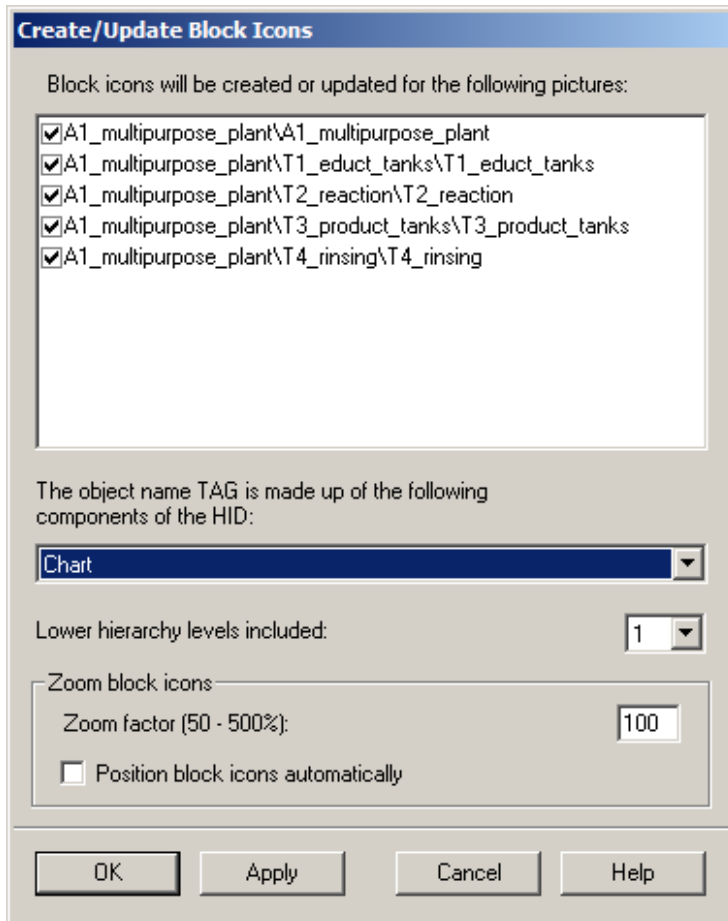 Create/Update Block Icons
Block icons will be created or updated for the following pictures:
A1_multipurpose_plant\A1_multipurpose_plant
A1_multipurpose_plant\T1_educt_tanks\T1_educt_tanks
A1_multipurpose_plant\T2_reaction\T2_reaction
A1_multipurpose_plant\T3_product_tanks\T3_product_tanks
A1_multipurpose_plant\T4_rinsing\T4_rinsing
The object name TAG is made up of the following
components of the HID:
Chart
Lower hierarchy levels included: 1
Zoom block icons
Zoom factor (50 - 500%): 100
Position block icons automatically
OK Apply Cancel Help